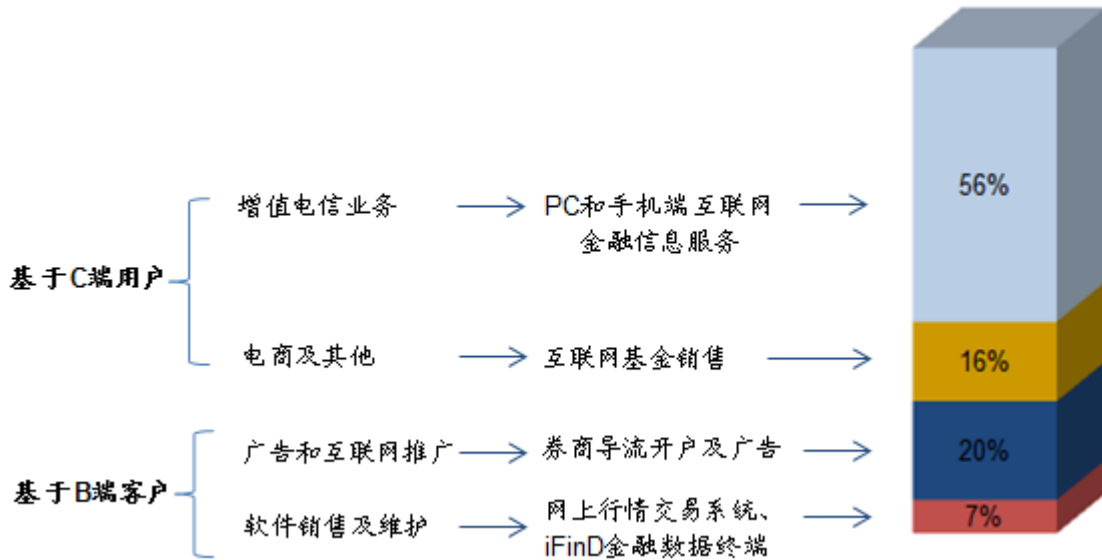 基于C端用户
增值电信业务
PC和手机端互联网
金融信息服务
56%
电商及其他
互联网基金销售
16%
基于B端客户
广告和互联网推广
券商导流开户及广告
20%
软件销售及维护
网上行情交易系统、
iFinD金融数据终端
7%